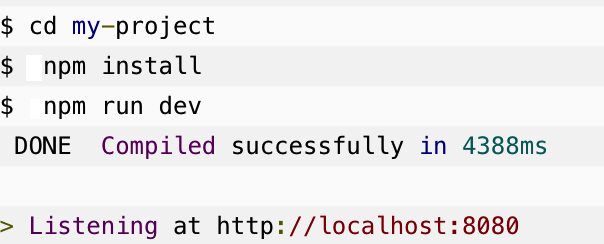 $ cd my-project
$ npm install
$ npm run dev
DONE  Compiled successfully in 4388ms
> Listening at http://localhost:8080